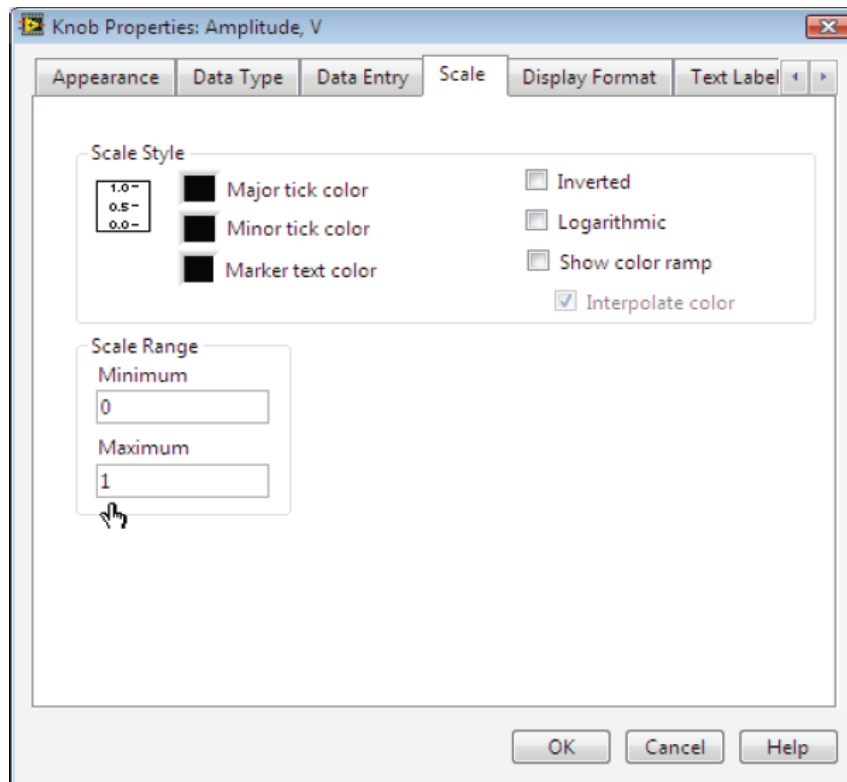 Knob Properties: Amplitude, V
Appearance Data Type Data Entry Scale Display Format Text Label
Scale Style
1.0
0.5
0.0
Major tick color
Minor tick color
Marker text color
Inverted
Logarithmic
Show color ramp
Interpolate color
Scale Range
Minimum
0
Maximum
1
OK Cancel Help